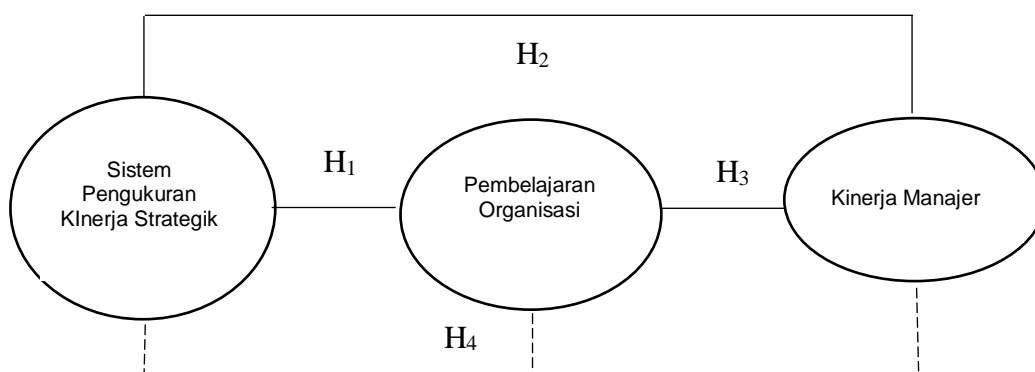 H2
Sistem
Pengukuran
KInerja Strategik
H1
Pembelajaran
Organisasi
H3
Kinerja Manajer
H4